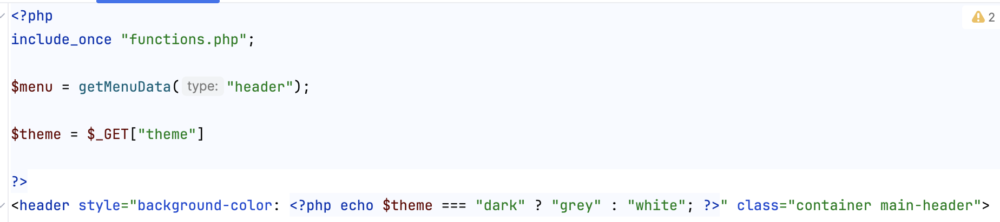 <?php
2
include_once "functions.php";
$menu = getMenuData( type: "header");
$theme = $_GET["theme"]
?>
<header style="background-color: <?php echo $theme === "dark" ? "grey" : "white"; ?>" class="container main-header">